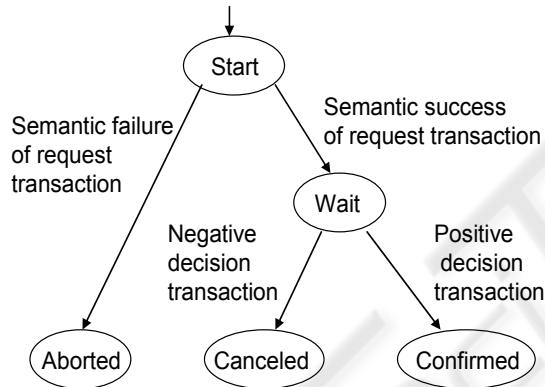 Start
Semantic failure
of request
transaction
Semantic success
of request transaction
Wait
Negative
decision
transaction
Positive
decision
transaction
Aborted
Canceled
Confirmed